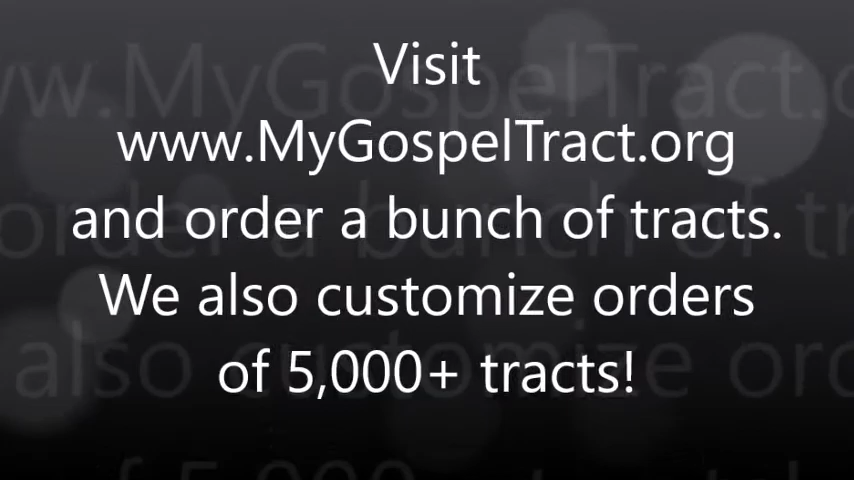 Visit
www.MyGospelTract.org
and order a bunch of tracts.
We also customize orders
of 5,000+ tracts!